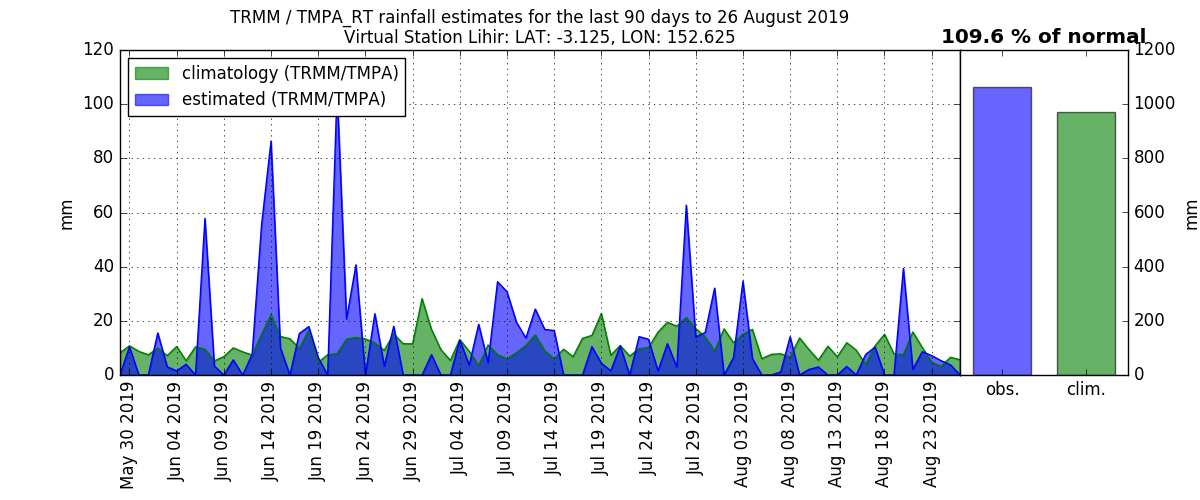 TRMM / TMPA_RT rainfall estimates for the last 90 days to 26 August 2019
Virtual Station Lihir: LAT: -3.125, LON: 152.625
109.6 % of normal
climatology (TRMM/TMPA)
estimated (TRMM/TMPA)
120
100
80
60
40
20
0
mm
1200
1000
800
600
400
200
0
mm
May 30 2019
Jun 04 2019
Jun 09 2019
Jun 14 2019
Jun 19 2019
Jun 24 2019
Jun 29 2019
Jul 04 2019
Jul 09 2019
Jul 14 2019
Jul 19 2019
Jul 24 2019
Jul 29 2019
Aug 03 2019
Aug 08 2019
Aug 13 2019
Aug 18 2019
Aug 23 2019
obs.
clim.